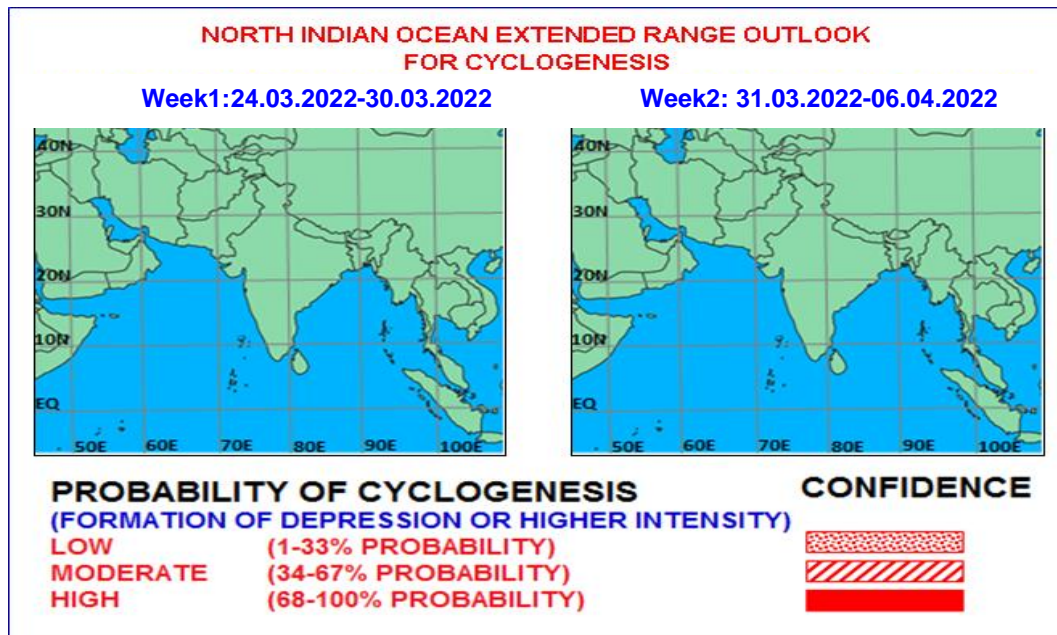 NORTH INDIAN OCEAN EXTENDED RANGE OUTLOOK
FOR CYCLOGENESIS
Week1:24.03.2022-30.03.2022
Week2: 31.03.2022-06.04.2022
40N
30N
20N
10N
EQ
50E 60E 70E 80E 90E 100E
40N
30N
20N
10N
EQ
50E 60E 70E 80E 90E 100E
PROBABILITY OF CYCLOGENESIS
CONFIDENCE
(FORMATION OF DEPRESSION OR HIGHER INTENSITY)
LOW (1-33% PROBABILITY)
MODERATE (34-67% PROBABILITY)
HIGH (68-100% PROBABILITY)